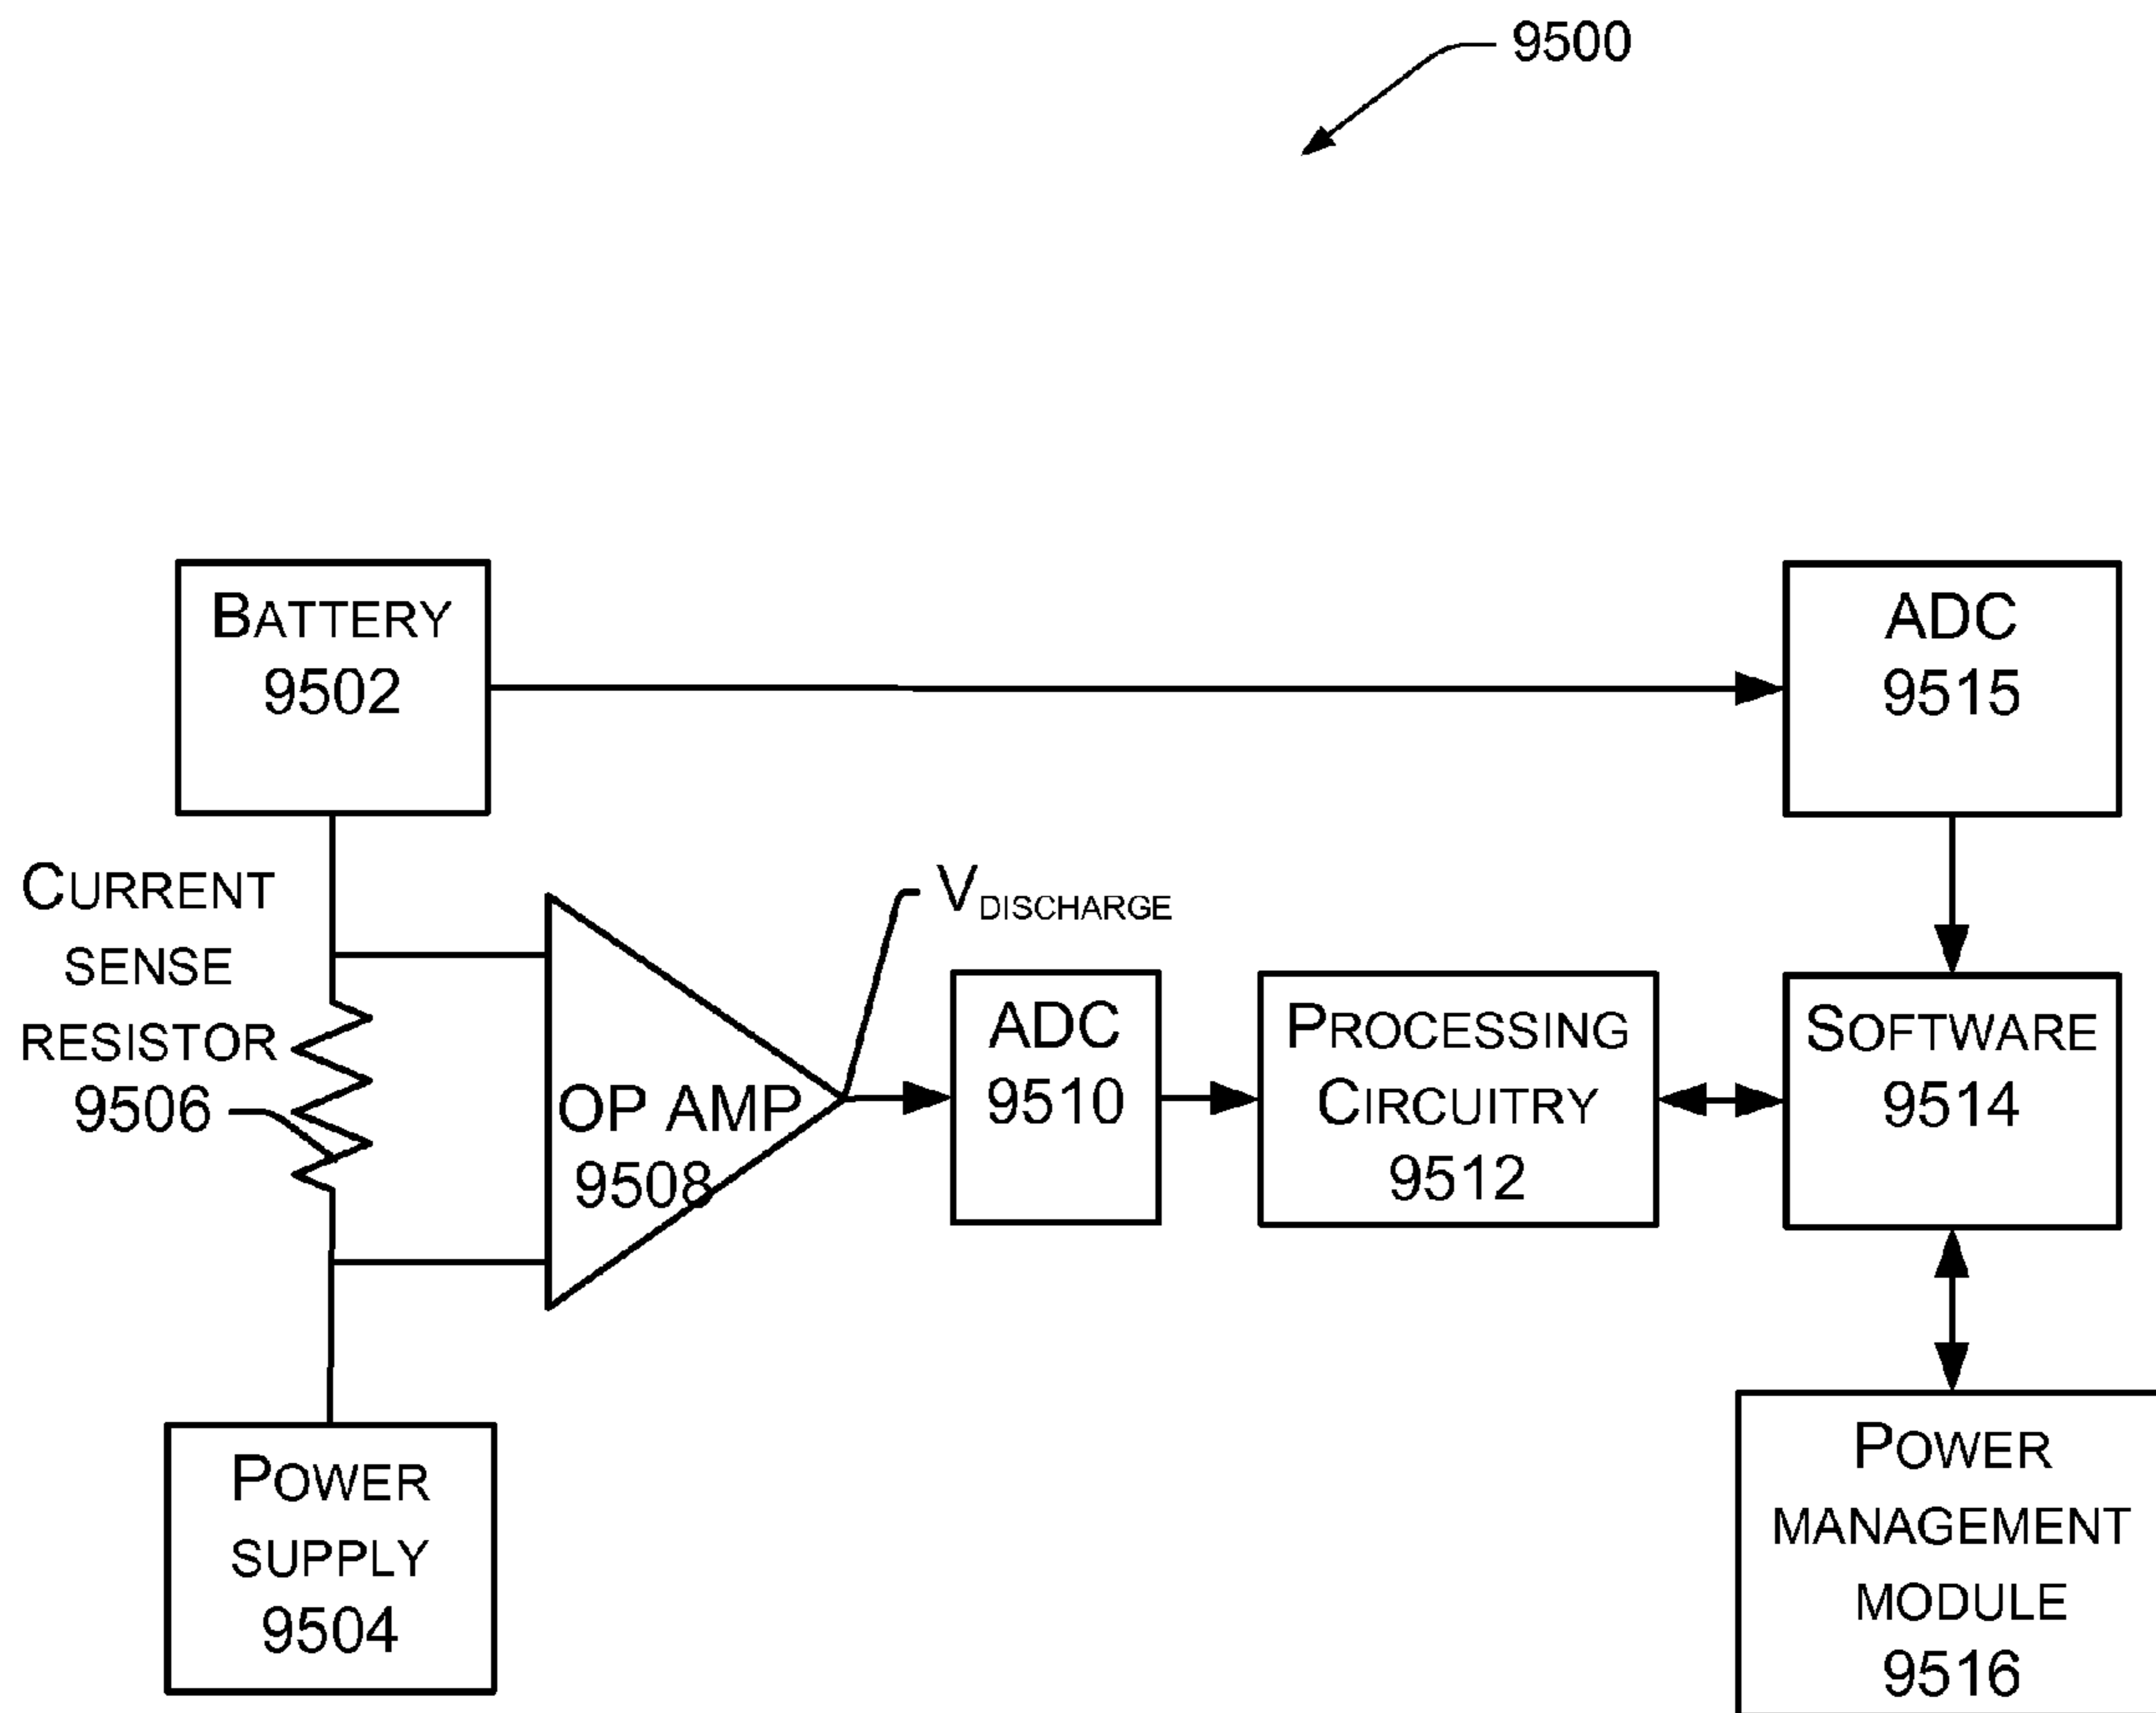 9500
BATTERY
9502
ADC
9515
CURRENT
SENSE
RESISTOR
9506
VDISCHARGE
OP AMP
9508
ADC
9510
PROCESSING
CIRCUITRY
9512
SOFTWARE
9514
POWER
SUPPLY
9504
POWER
MANAGEMENT
MODULE
9516